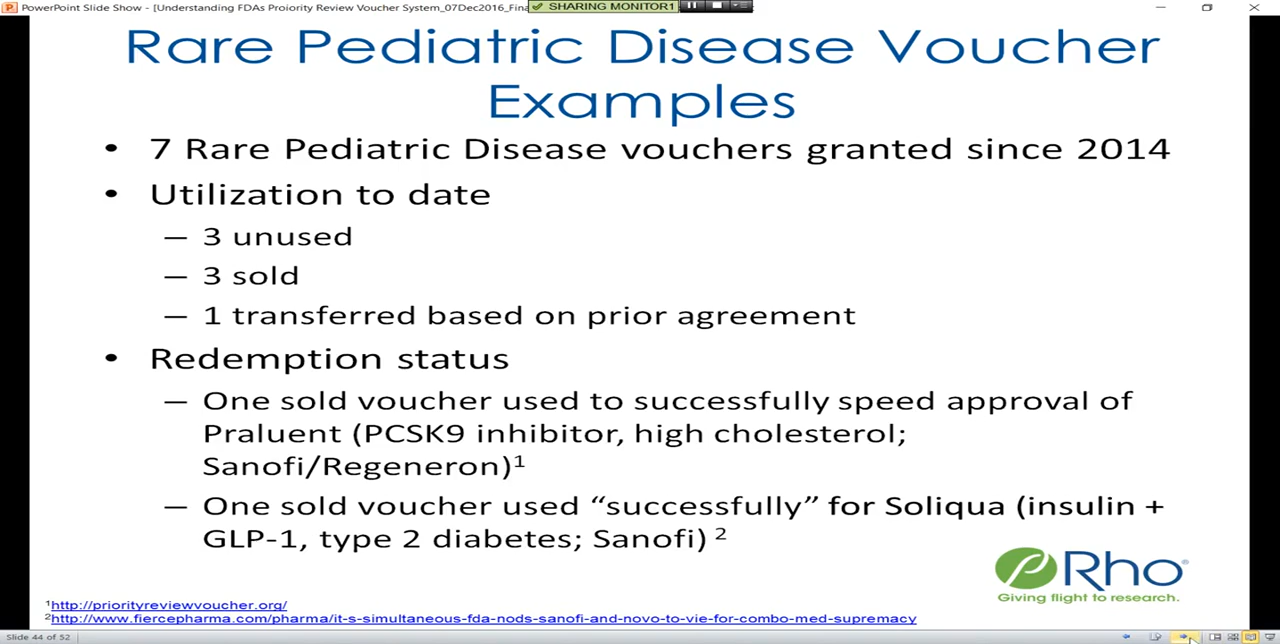 PowerPoint Slide Show - [Understanding FDAs Proiority Review Voucher System_07Dec2016_Fina
SHARING MONITOR1
Rare Pediatric Disease Voucher
Examples
• 7 Rare Pediatric Disease vouchers granted since 2014
• Utilization to date
– 3 unused
– 3 sold
– 1 transferred based on prior agreement
• Redemption status
– One sold voucher used to successfully speed approval of
Praluent (PCSK9 inhibitor, high cholesterol;
Sanofi/Regeneron)¹
– One sold voucher used “successfully” for Soliqua (insulin +
GLP-1, type 2 diabetes; Sanofi) ²
Rho®
Giving flight to research.
¹http://priorityreviewvoucher.org/
²http://www.fiercepharma.com/pharma/it-s-simultaneous-fda-nods-sanofi-and-novo-to-vie-for-combo-med-supremacy
Slide 44 of 52